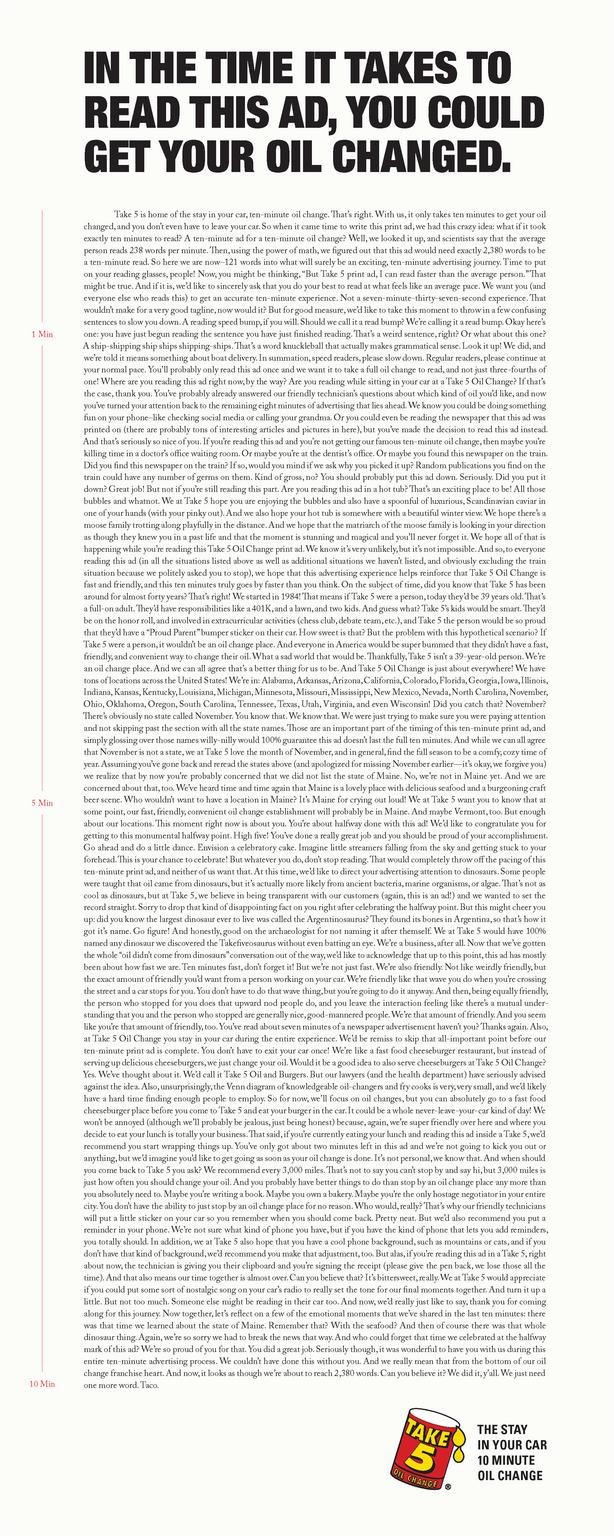 IN THE TIME IT TAKES TO
READ THIS AD, YOU COULD
GET YOUR OIL CHANGED.
Take 5 is home of the stay in your car, ten-minute oil change. That's right. With us, it only takes ten minutes to get your oil
changed, and you don't even have to leave your car. So when it came time to write this print ad, we had this crazy idea: what if it took
exactly ten minutes to read? A ten-minute ad for a ten-minute oil change? Well, we looked it up, and scientists say that the average
person reads 238 words per minute. Then, using the power of math, we figured out that this ad would need exactly 2,380 words to be
a ten-minute read. So here we are now–121 words into what will surely be an exciting, ten-minute advertising journey. Time to put
on your reading glasses, people! Now, you might be thinking, "But Take 5 print ad, I can read faster than the average person." That
might be true. And if it is, we'd like to sincerely ask that you do your best to read at what feels like an average pace. We want you (and
everyone else who reads this) to get an accurate ten-minute experience. Not a seven-minute-thirty-seven-second experience. That
wouldn't make for a very good tagline, now would it? But for good measure, we'd like to take this moment to throw in a few confusing
sentences to slow you down. A reading speed bump, if you will. Should we call it a read bump? We're calling it a read bump. Okay here's
1 Min
one: you have just begun reading the sentence you have just finished reading. That's a weird sentence, right? Or what about this one?
A ship-shipping ship ships shipping-ships. That's a word knuckleball that actually makes grammatical sense. Look it up! We did, and
we're told it means something about boat delivery. In summation, speed readers, please slow down. Regular readers, please continue at
your normal pace. You'll probably only read this ad once and we want it to take a full oil change to read, and not just three-fourths of
one! Where are you reading this ad right now, by the way? Are you reading while sitting in your car at a Take 5 Oil Change? If that's
the case, thank you. You've probably already answered our friendly technician's questions about which kind of oil you'd like, and now
you've turned your attention back to the remaining eight minutes of advertising that lies ahead. We know you could be doing something
fun on your phone–like checking social media or calling your grandma. Or you could even be reading the newspaper that this ad was
printed on (there are probably tons of interesting articles and pictures in here), but you've made the decision to read this ad instead.
And that's seriously so nice of you. If you're reading this ad and you're not getting our famous ten-minute oil change, then maybe you're
killing time in a doctor's office waiting room. Or maybe you're at the dentist's office. Or maybe you found this newspaper on the train.
Did you find this newspaper on the train? If so, would you mind if we ask why you picked it up? Random publications you find on the
train could have any number of germs on them. Kind of gross, no? You should probably put this ad down. Seriously. Did you put it
down? Great job! But not if you're still reading this part. Are you reading this ad in a hot tub? That's an exciting place to be! All those
bubbles and whatnot. We at Take 5 hope you are enjoying the bubbles and also have a spoonful of luxurious, Scandinavian caviar in
one of your hands (with your pinky out). And we also hope your hot tub is somewhere with a beautiful winter view. We hope there's a
moose family trotting along playfully in the distance. And we hope that the matriarch of the moose family is looking in your direction
as though they knew you in a past life and that the moment is stunning and magical and you'll never forget it. We hope all of that is
happening while you're reading this Take 5 Oil Change print ad. We know it's very unlikely, but it's not impossible. And so, to everyone
reading this ad (in all the situations listed above as well as additional situations we haven't listed, and obviously excluding the train
situation because we politely asked you to stop), we hope that this advertising experience helps reinforce that Take 5 Oil Change is
fast and friendly, and this ten minutes truly goes by faster than you think. On the subject of time, did you know that Take 5 has been
around for almost forty years? That's right! We started in 1984! That means if Take 5 were a person, today they'd be 39 years old. That's
a full-on adult. They'd have responsibilities like a 401K, and a lawn, and two kids. And guess what? Take 5's kids would be smart. They'd
be on the honor roll, and involved in extracurricular activities (chess club, debate team, etc.), and Take 5 the person would be so proud
that they'd have a "Proud Parent" bumper sticker on their car. How sweet is that? But the problem with this hypothetical scenario? If
Take 5 were a person, it wouldn't be an oil change place. And everyone in America would be super bummed that they didn't have a fast,
friendly, and convenient way to change their oil. What a sad world that would be. Thankfully, Take 5 isn't a 39-year-old person. We're
an oil change place. And we can all agree that's a better thing for us to be. And Take 5 Oil Change is just about everywhere! We have
tons of locations across the United States! We're in: Alabama, Arkansas, Arizona, California, Colorado, Florida, Georgia, Iowa, Illinois,
Indiana, Kansas, Kentucky, Louisiana, Michigan, Minnesota, Missouri, Mississippi, New Mexico, Nevada, North Carolina, November,
Ohio, Oklahoma, Oregon, South Carolina, Tennessee, Texas, Utah, Virginia, and even Wisconsin! Did you catch that? November?
There's obviously no state called November. You know that. We know that. We were just trying to make sure you were paying attention
and not skipping past the section with all the state names. Those are an important part of the timing of this ten-minute print ad, and
simply glossing over those names willy-nilly would 100% guarantee this ad doesn't last the full ten minutes. And while we can all agree
that November is not a state, we at Take 5 love the month of November, and in general, find the fall season to be a comfy, cozy time of
year. Assuming you've gone back and reread the states above (and apologized for missing November earlier—it's okay, we forgive you)
we realize that by now you're probably concerned that we did not list the state of Maine. No, we're not in Maine yet. And we are
concerned about that, too. We've heard time and time again that Maine is a lovely place with delicious seafood and a burgeoning craft
5 Min
beer scene. Who wouldn't want to have a location in Maine? It's Maine for crying out loud! We at Take 5 want you to know that at
some point, our fast, friendly, convenient oil change establishment will probably be in Maine. And maybe Vermont, too. But enough
about our locations. This moment right now is about you. You're about halfway done with this ad! We'd like to congratulate you for
getting to this monumental halfway point. High five! You've done a really great job and you should be proud of your accomplishment.
Go ahead and do a little dance. Envision a celebratory cake. Imagine little streamers falling from the sky and getting stuck to your
forehead. This is your chance to celebrate! But whatever you do, don't stop reading. That would completely throw off the pacing of this
ten-minute print ad, and neither of us want that. At this time, we'd like to direct your advertising attention to dinosaurs. Some people
were taught that oil came from dinosaurs, but it's actually more likely from ancient bacteria, marine organisms, or algae. That's not as
cool as dinosaurs, but at Take 5, we believe in being transparent with our customers (again, this is an ad!) and we wanted to set the
record straight. Sorry to drop that kind of disappointing fact on you right after celebrating the halfway point. But this might cheer you
up: did you know the largest dinosaur ever to live was called the Argentinosaurus? They found its bones in Argentina, so that's how it
got it's name. Go figure! And honestly, good on the archaeologist for not naming it after themself. We at Take 5 would have 100%
named any dinosaur we discovered the Takefivosaurus without even batting an eye. We're a business, after all. Now that we've gotten
the whole "oil didn't come from dinosaurs" conversation out of the way, we'd like to acknowledge that up to this point, this ad has mostly
been about how fast we are. Ten minutes fast, don't forget it! But we're not just fast. We're also friendly. Not like weirdly friendly, but
the exact amount of friendly you'd want from a person working on your car. We're friendly like that wave you do when you're crossing
the street and a car stops for you. You don't have to do that wave thing, but you're going to do it anyway. And then, being equally friendly,
the person who stopped for you does that upward nod people do, and you leave the interaction feeling like there's a mutual under-
standing that you and the person who stopped are generally nice, good-mannered people. We're that amount of friendly. And you seem
like you're that amount of friendly, too. You've read about seven minutes of a newspaper advertisement haven't you? Thanks again. Also,
at Take 5 Oil Change you stay in your car during the entire experience. We'd be remiss to skip that all-important point before our
ten-minute print ad is complete. You don't have to exit your car once! We're like a fast food cheeseburger restaurant, but instead of
serving up delicious cheeseburgers, we just change your oil. Would it be a good idea to also serve cheeseburgers at Take 5 Oil Change?
Yes. We've thought about it. We'd call it Take 5 Oil and Burgers. But our lawyers (and the health department) have seriously advised
against the idea. Also, unsurprisingly, the Venn diagram of knowledgeable oil-changers and fry cooks is very, very small, and we'd likely
have a hard time finding enough people to employ. So for now, we'll focus on oil changes, but you can absolutely go to a fast food
cheeseburger place before you come to Take 5 and eat your burger in the car. It could be a whole never-leave-your-car kind of day! We
won't be annoyed (although we'll probably be jealous, just being honest) because, again, we're super friendly over here and where you
decide to eat your lunch is totally your business. That said, if you're currently eating your lunch and reading this ad inside a Take 5, we'd
recommend you start wrapping things up. You've only got about two minutes left in this ad and we're not going to kick you out or
anything, but we'd imagine you'd like to get going as soon as your oil change is done. It's not personal, we know that. And when should
you come back to Take 5 you ask? We recommend every 3,000 miles. That's not to say you can't stop by and say hi, but 3,000 miles is
just how often you should change your oil. And you probably have better things to do than stop by an oil change place any more than
you absolutely need to. Maybe you're writing a book. Maybe you own a bakery. Maybe you're the only hostage negotiator in your entire
city. You don't have the ability to just stop by an oil change place for no reason. Who would, really? That's why our friendly technicians
will put a little sticker on your car so you remember when you should come back. Pretty neat. But we'd also recommend you put a
reminder in your phone. We're not sure what kind of phone you have, but if you have the kind of phone that lets you add reminders,
you totally should. In addition, we at Take 5 also hope that you have a cool phone background, such as mountains or cats, and if you
don't have that kind of background, we'd recommend you make that adjustment, too. But alas, if you're reading this ad in a Take 5, right
about now, the technician is giving you their clipboard and you're signing the receipt (please give the pen back, we lose those all the
time). And that also means our time together is almost over. Can you believe that? It's bittersweet, really. We at Take 5 would appreciate
if you could put some sort of nostalgic song on your car's radio to really set the tone for our final moments together. And turn it up a
little. But not too much. Someone else might be reading in their car too. And now, we'd really just like to say, thank you for coming
along for this journey. Now together, let's reflect on a few of the emotional moments that we've shared in the last ten minutes: there
was that time we learned about the state of Maine. Remember that? With the seafood? And then of course there was that whole
dinosaur thing. Again, we're so sorry we had to break the news that way. And who could forget that time we celebrated at the halfway
mark of this ad? We're so proud of you for that. You did a great job. Seriously though, it was wonderful to have you with us during this
entire ten-minute advertising process. We couldn't have done this without you. And we really mean that from the bottom of our oil
change franchise heart. And now, it looks as though we're about to reach 2,380 words. Can you believe it? We did it, y'all. We just need
10 Min
one more word. Taco.
TAKE
5
OIL CHANGE
®
THE STAY
IN YOUR CAR
10 MINUTE
OIL CHANGE